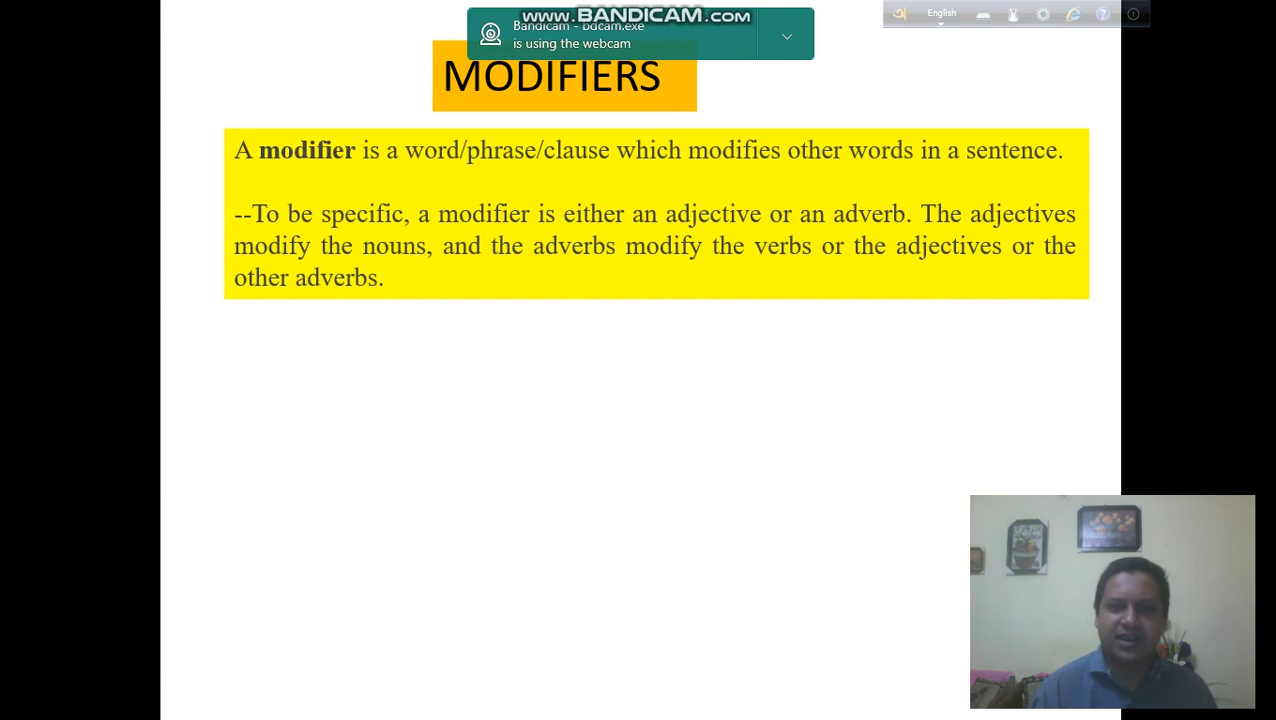 www.BANDICAM.com
English
Bandicam - bdcam.exe
is using the webcam
MODIFIERS
A modifier is a word/phrase/clause which modifies other words in a sentence.
--To be specific, a modifier is either an adjective or an adverb. The adjectives
modify the nouns, and the adverbs modify the verbs or the adjectives or the
other adverbs.